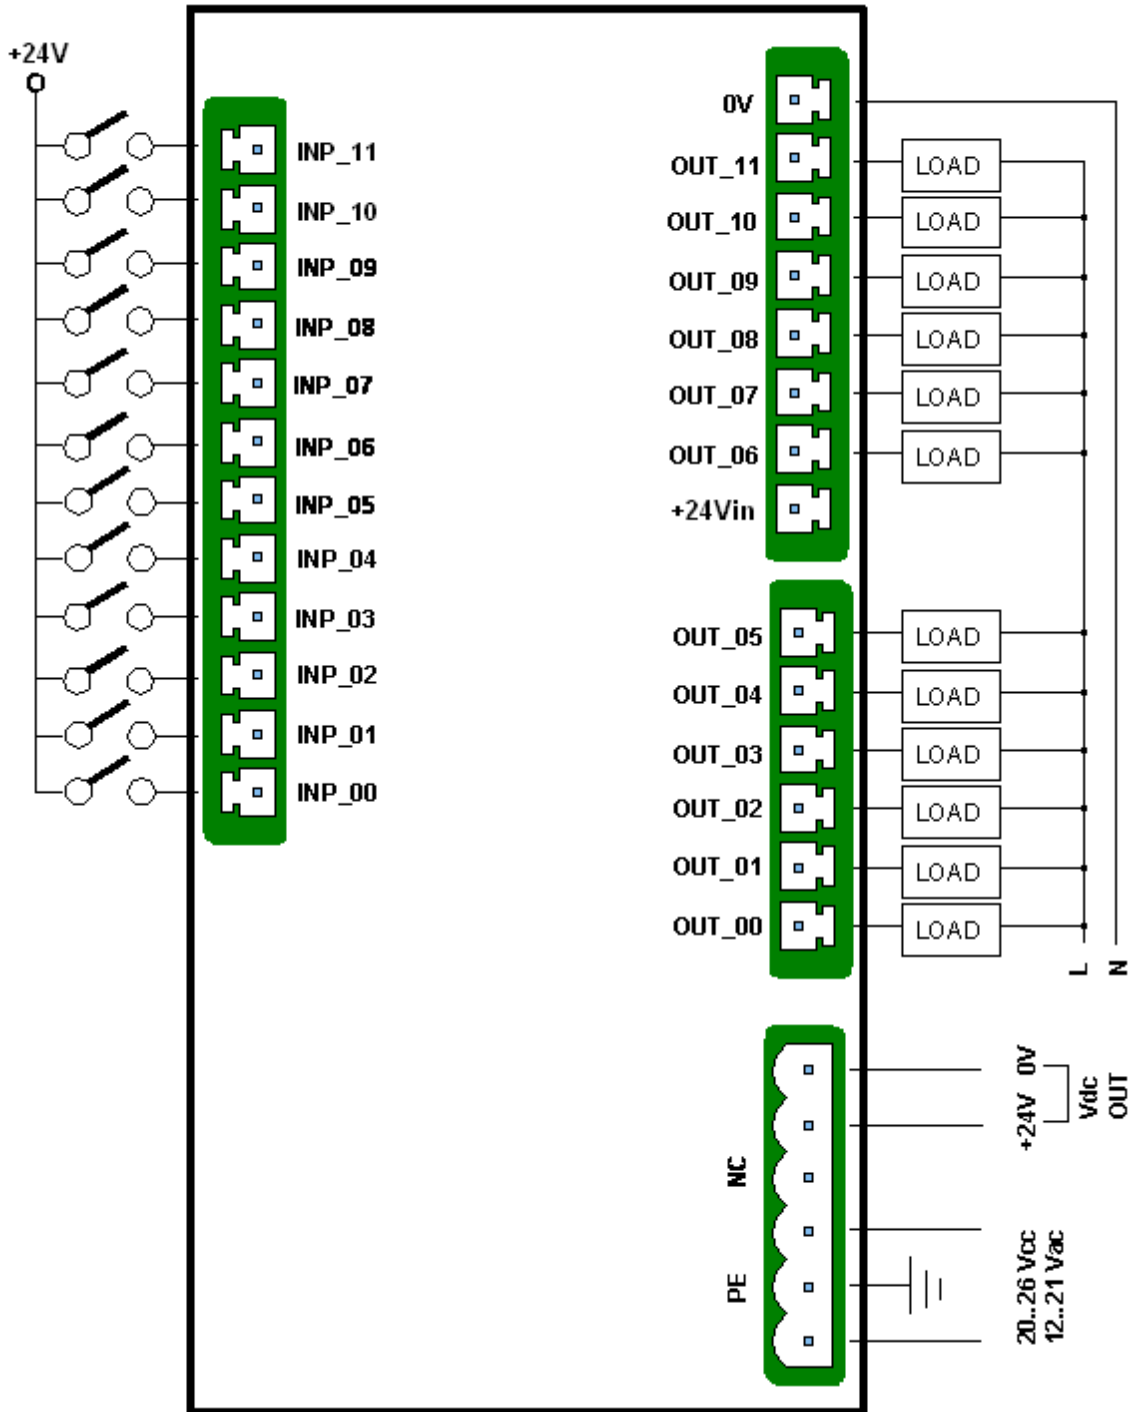 +24V
INP_11
INP_10
INP_09
INP_08
INP_07
INP_06
INP_05
INP_04
INP_03
INP_02
INP_01
INP_00
0V
OUT_11 LOAD
OUT_10 LOAD
OUT_09 LOAD
OUT_08 LOAD
OUT_07 LOAD
OUT_06 LOAD
+24Vin
OUT_05 LOAD
OUT_04 LOAD
OUT_03 LOAD
OUT_02 LOAD
OUT_01 LOAD
OUT_00 LOAD
L
N
0V
+24V
Vdc
OUT
NC
PE
20..26 Vcc
12..21 Vac